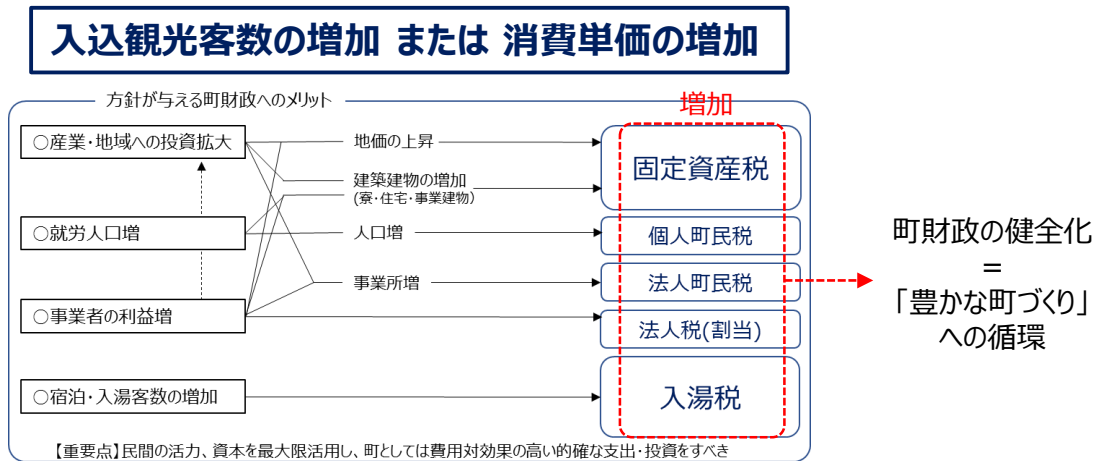 入込観光客数の増加 または 消費単価の増加
方針が与える町財政へのメリット
増加
○産業・地域への投資拡大
地価の上昇
固定資産税
建築建物の増加
(寮・住宅・事業建物)
○就労人口増
人口増
個人町民税
事業所増
法人町民税
○事業者の利益増
法人税(割当)
○宿泊・入湯客数の増加
入湯税
【重要点】民間の活力、資本を最大限活用し、町としては費用対効果の高い的確な支出・投資をすべき
町財政の健全化
=
「豊かな町づくり」
への循環